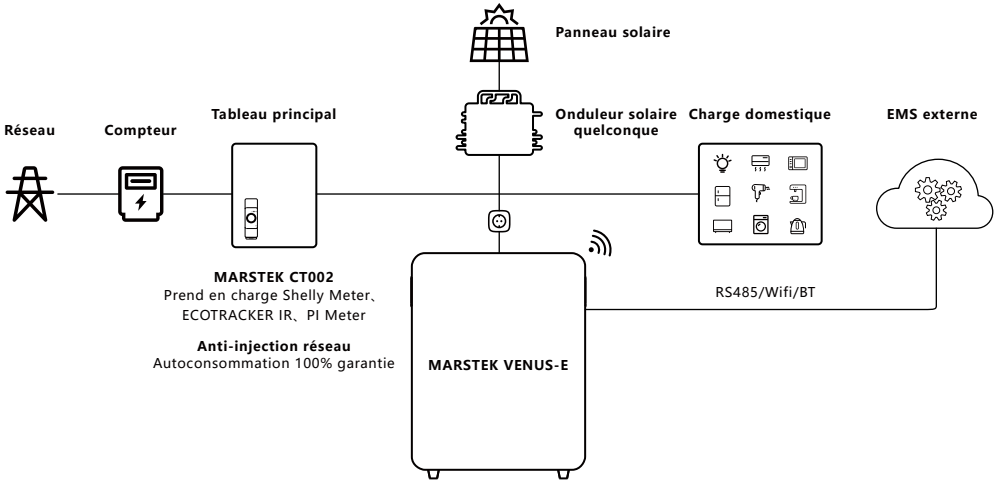 Panneau solaire
Onduleur solaire
quelconque
Réseau
Compteur
Tableau principal
Charge domestique
EMS externe
MARSTEK CT002
Prend en charge Shelly Meter、
ECOTRACKER IR、PI Meter
Anti-injection réseau
Autoconsommation 100% garantie
MARSTEK VENUS-E
RS485/Wifi/BT